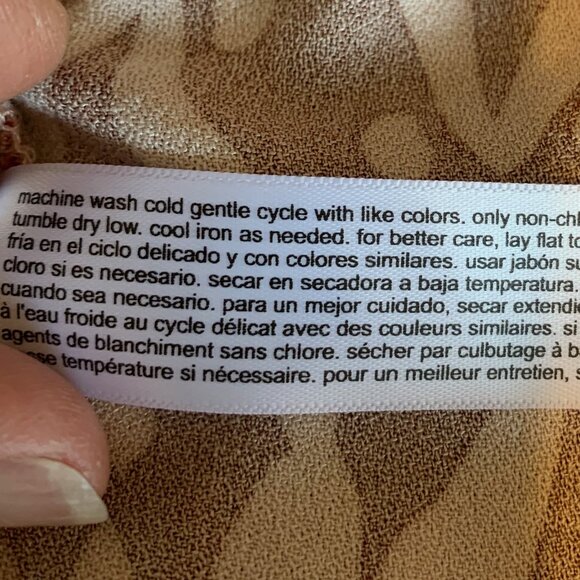 machine wash cold gentle cycle with like colors. only non-chl
tumble dry low. cool iron as needed. for better care, lay flat to
fría en el ciclo delicado y con colores similares. usar jabón su
cloro si es necesario. secar en secadora a baja temperatura.
cuando sea necesario. para un mejor cuidado, secar extendi
à l'eau froide au cycle délicat avec des couleurs similaires. si
agents de blanchiment sans chlore. sécher par culbutage à ba
sse température si nécessaire. pour un meilleur entretien, s